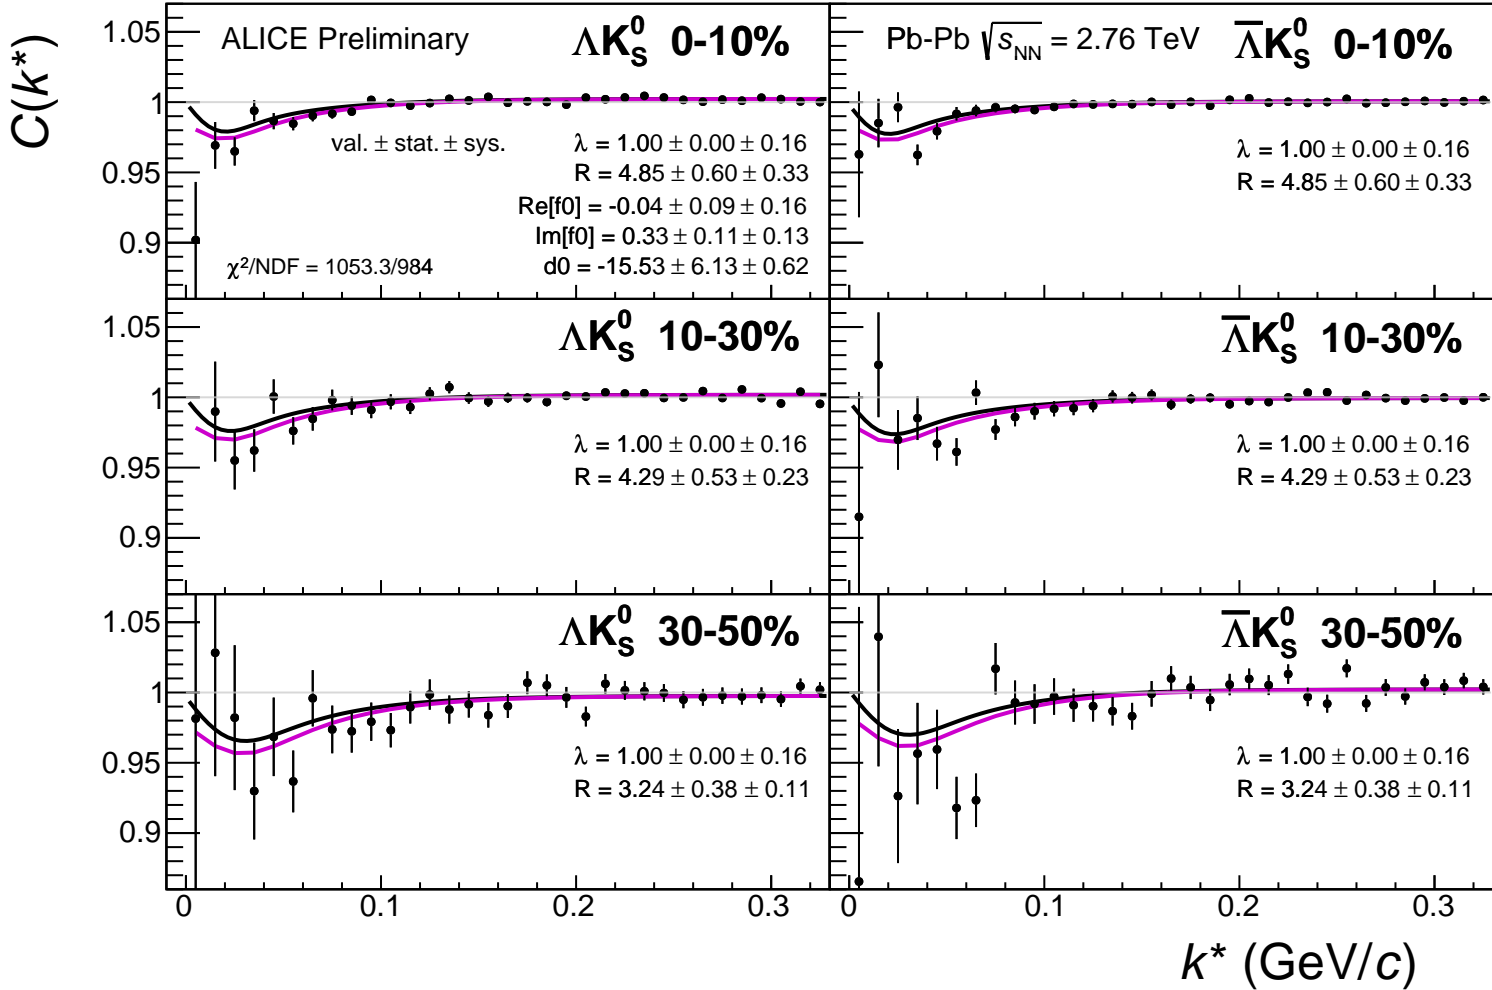 C(k*)
ALICE Preliminary ΛK⁰_S 0-10%
1.05
1
0.95
0.9
val. ± stat. ± sys.
λ = 1.00 ± 0.00 ± 0.16
R = 4.85 ± 0.60 ± 0.33
Re[f0] = -0.04 ± 0.09 ± 0.16
Im[f0] = 0.33 ± 0.11 ± 0.13
d0 = -15.53 ± 6.13 ± 0.62
χ²/NDF = 1053.3/984
Pb-Pb √s_NN = 2.76 TeV Λ̅K⁰_S 0-10%
λ = 1.00 ± 0.00 ± 0.16
R = 4.85 ± 0.60 ± 0.33
ΛK⁰_S 10-30%
1.05
1
0.95
0.9
λ = 1.00 ± 0.00 ± 0.16
R = 4.29 ± 0.53 ± 0.23
Λ̅K⁰_S 10-30%
λ = 1.00 ± 0.00 ± 0.16
R = 4.29 ± 0.53 ± 0.23
ΛK⁰_S 30-50%
1.05
1
0.95
0.9
λ = 1.00 ± 0.00 ± 0.16
R = 3.24 ± 0.38 ± 0.11
Λ̅K⁰_S 30-50%
λ = 1.00 ± 0.00 ± 0.16
R = 3.24 ± 0.38 ± 0.11
0 0.1 0.2 0.3
0 0.1 0.2 0.3
k* (GeV/c)